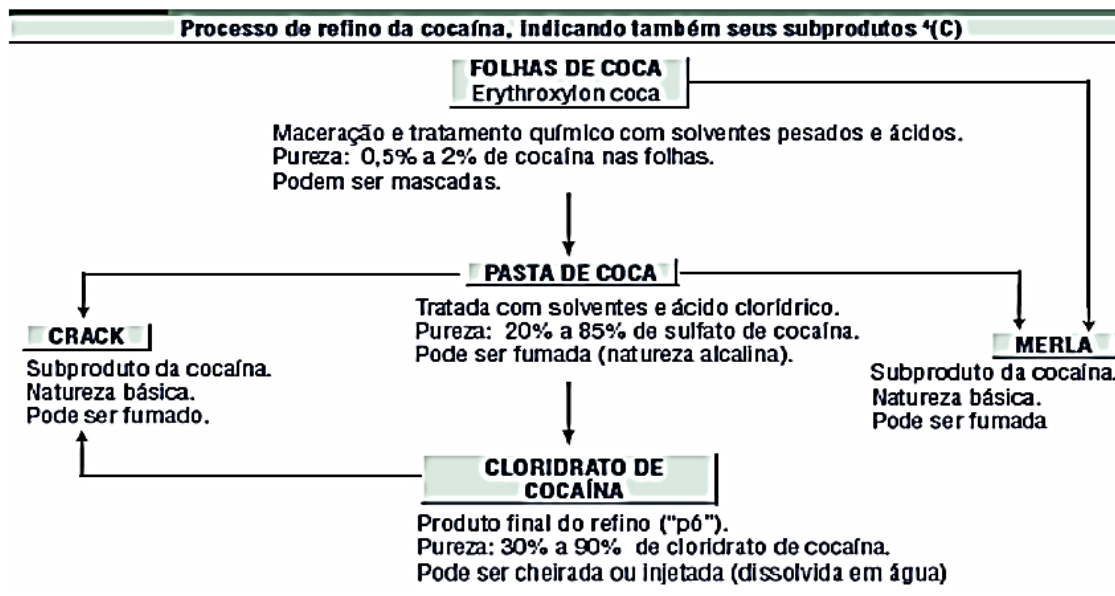 Processo de refino da cocaína, indicando também seus subprodutos ⁴(C)
FOLHAS DE COCA
Erythroxylon coca
Maceração e tratamento químico com solventes pesados e ácidos.
Pureza: 0,5% a 2% de cocaína nas folhas.
Podem ser mascadas.
PASTA DE COCA
Tratada com solventes e ácido clorídrico.
Pureza: 20% a 85% de sulfato de cocaína.
Pode ser fumada (natureza alcalina).
CRACK
Subproduto da cocaína.
Natureza básica.
Pode ser fumado.
MERLA
Subproduto da cocaína.
Natureza básica.
Pode ser fumada
CLORIDRATO DE
COCAÍNA
Produto final do refino ("pó").
Pureza: 30% a 90% de cloridrato de cocaína.
Pode ser cheirada ou injetada (dissolvida em água)